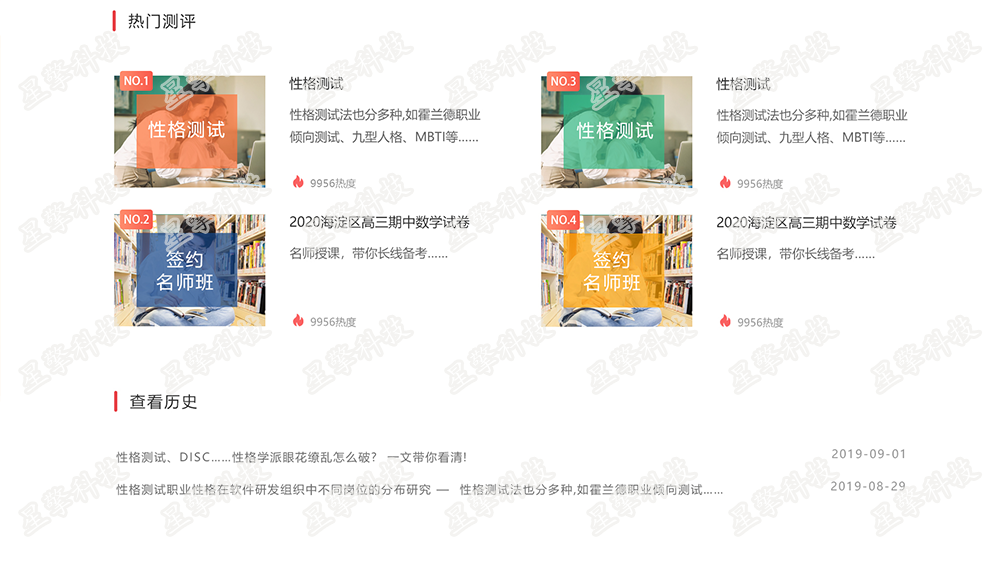 热门测评
NO.1
性格测试
性格测试
性格测试法也分多种,如霍兰德职业
倾向测试、九型人格、MBTI等......
9956热度
NO.3
性格测试
性格测试
性格测试法也分多种,如霍兰德职业
倾向测试、九型人格、MBTI等......
9956热度
NO.2
签约
名师班
2020海淀区高三期中数学试卷
名师授课，带你长线备考......
9956热度
NO.4
签约
名师班
2020海淀区高三期中数学试卷
名师授课，带你长线备考......
9956热度
查看历史
性格测试、DISC......性格学派眼花缭乱怎么破? 一文带你看清! 2019-09-01
性格测试职业性格在软件研发组织中不同岗位的分布研究 — 性格测试法也分多种,如霍兰德职业倾向测试...... 2019-08-29
星擎科技